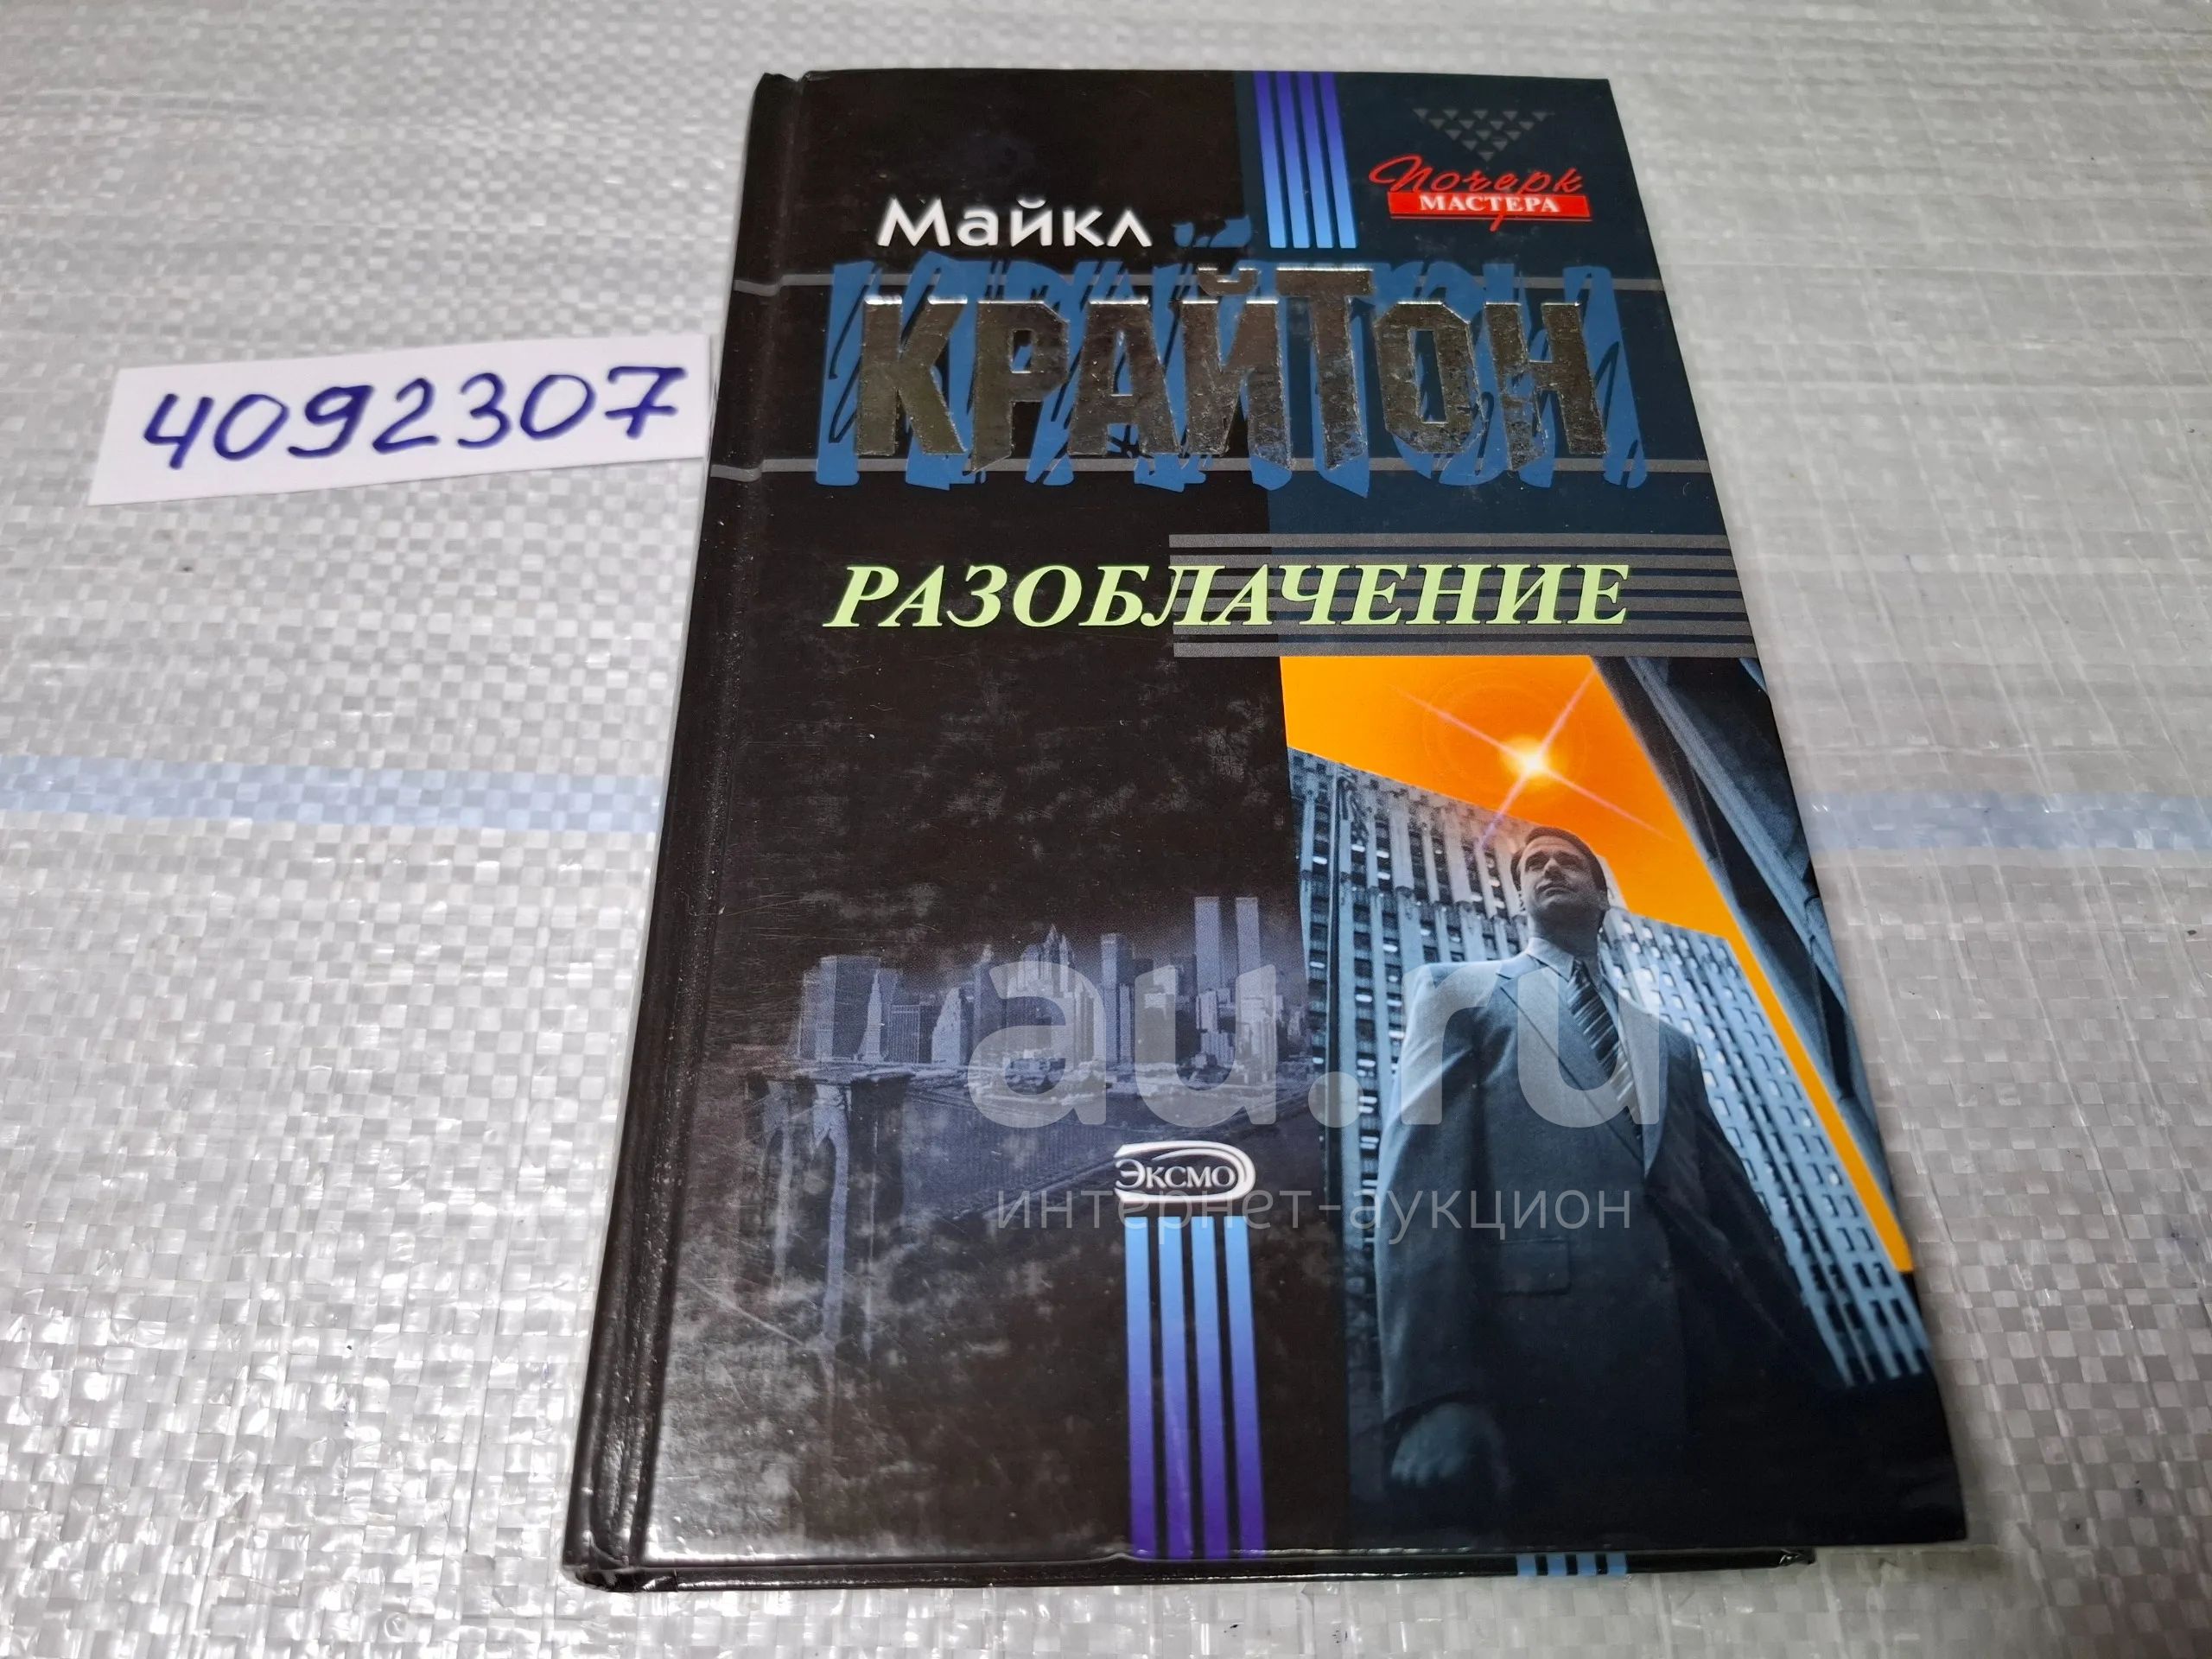 Почерк
МАСТЕРА
Майкл
КРАЙТОН
4092307
РАЗОБЛАЧЕНИЕ
au.ru
ЭКСМО
интернет-аукцион